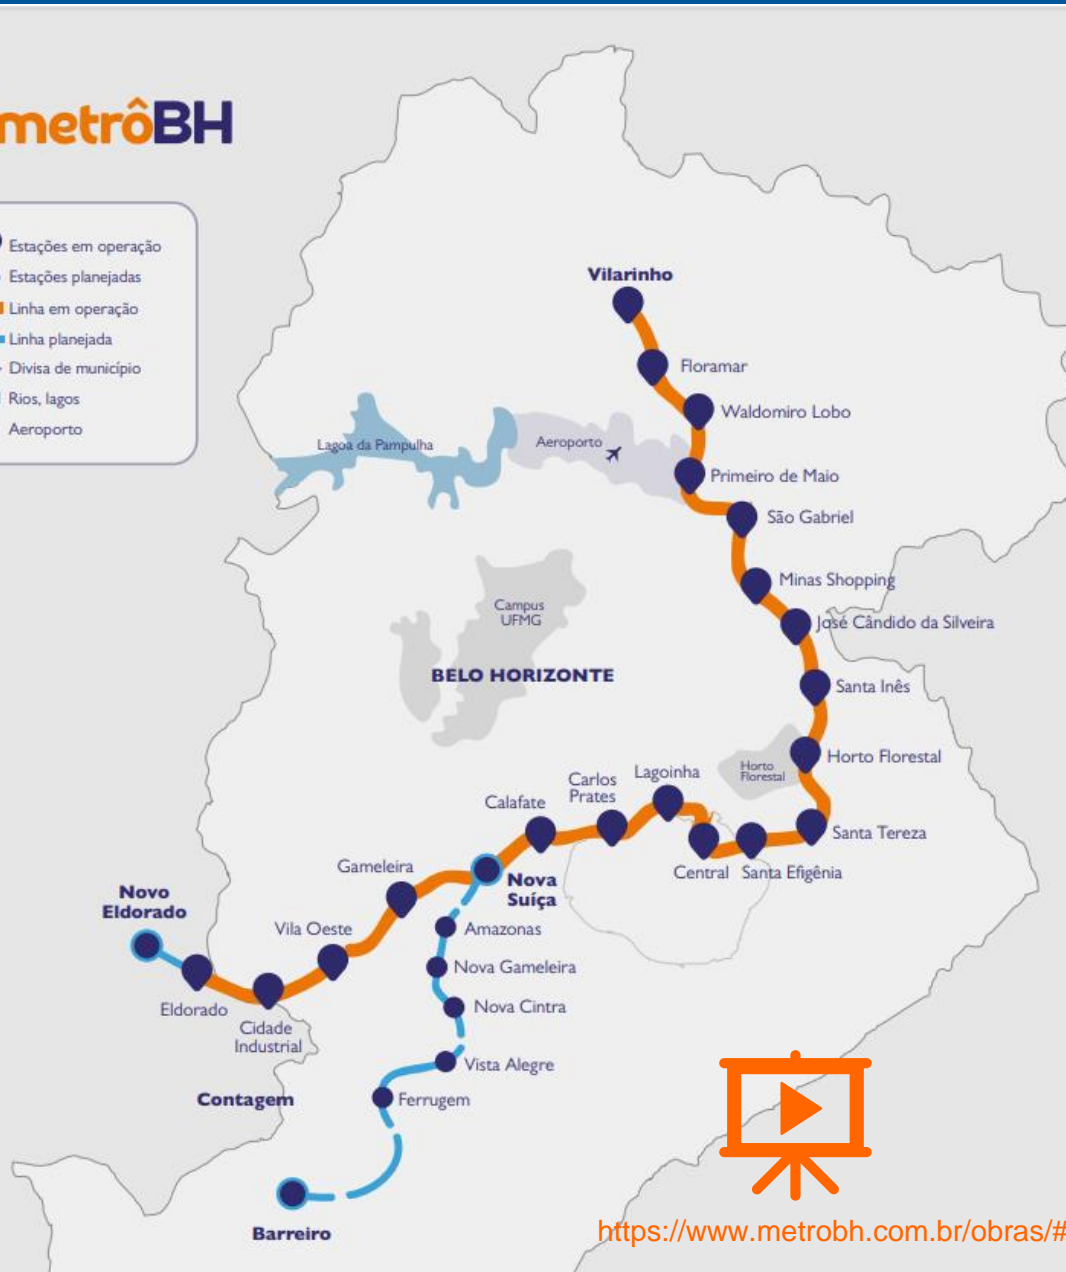 metrôBH
Estações em operação
Estações planejadas
Linha em operação
Linha planejada
Divisa de município
Rios, lagos
Aeroporto
Vilarinho
Floramar
Waldomiro Lobo
Lagoa da Pampulha
Aeroporto
Primeiro de Maio
São Gabriel
Minas Shopping
Campus
UFMG
José Cândido da Silveira
BELO HORIZONTE
Santa Inês
Horto
Florestal
Horto Florestal
Lagoinha
Carlos
Prates
Calafate
Santa Tereza
Central
Santa Efigênia
Gameleira
Nova
Suíça
Novo
Eldorado
Vila Oeste
Amazonas
Nova Gameleira
Eldorado
Nova Cintra
Cidade
Industrial
Vista Alegre
Contagem
Ferrugem
Barreiro
https://www.metrobh.com.br/obras/#